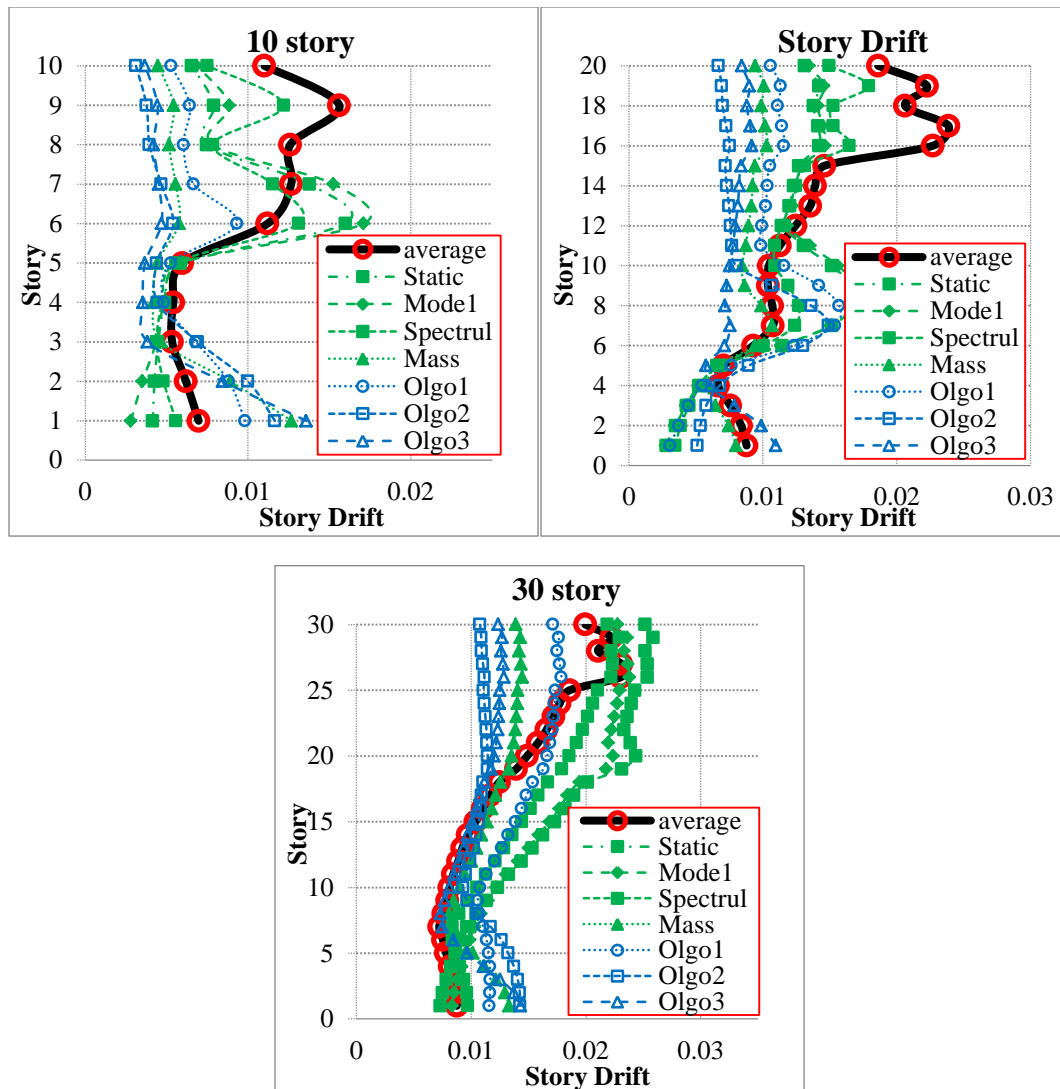 10 story
10
9
8
7
6
5
4
3
2
1
0
Story
0
0.01
0.02
Story Drift
average
Static
Mode1
Spectrul
Mass
Olgo1
Olgo2
Olgo3
Story Drift
20
18
16
14
12
10
8
6
4
2
0
Story
0
0.01
0.02
0.03
Story Drift
average
Static
Mode1
Spectrul
Mass
Olgo1
Olgo2
Olgo3
30 story
30
25
20
15
10
5
0
Story
0
0.01
0.02
0.03
Story Drift
average
Static
Mode1
Spectrul
Mass
Olgo1
Olgo2
Olgo3